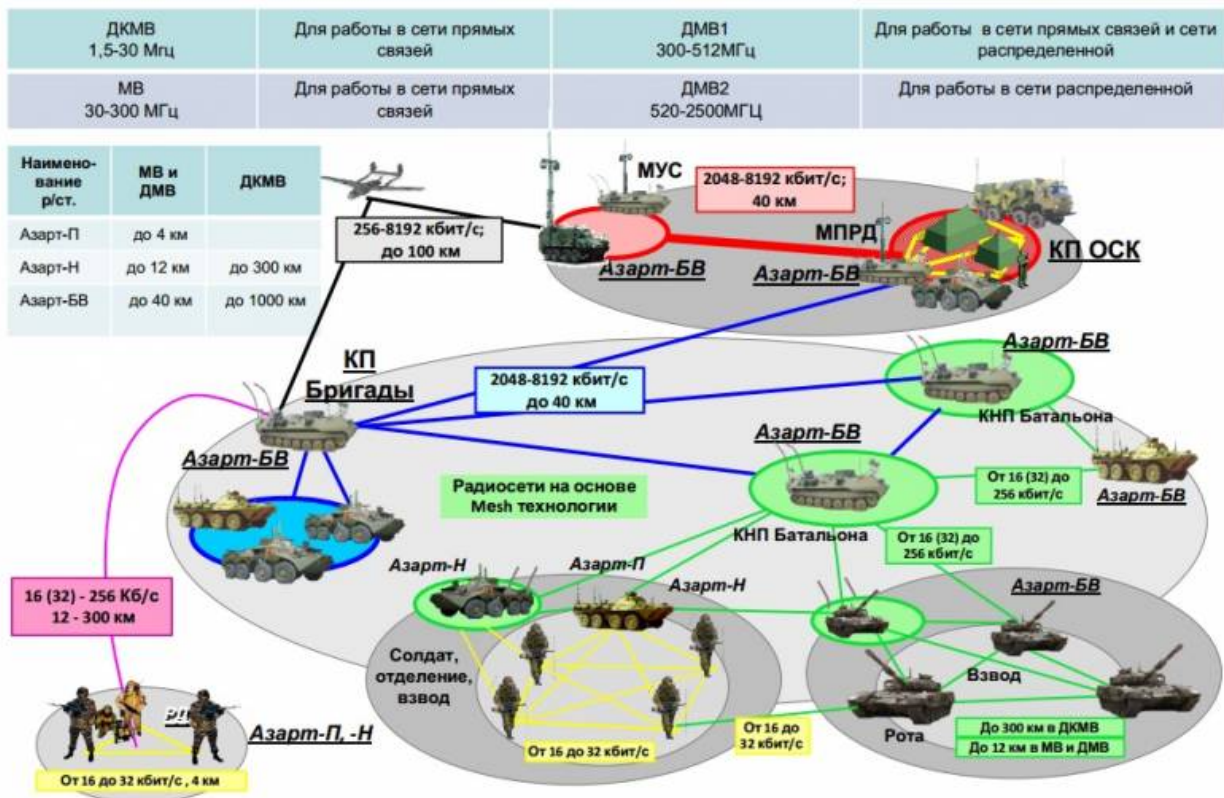 ДКМВ
1,5-30 Мгц
Для работы в сети прямых
связей
ДМВ1
300-512МГц
Для работы в сети прямых связей и сети
распределенной
МВ
30-300 МГц
Для работы в сети прямых
связей
ДМВ2
520-2500МГЦ
Для работы в сети распределенной
Наимено-
вание
р/ст.
МВ и
ДМВ
ДКМВ
Азарт-П
до 4 км
Азарт-Н
до 12 км
до 300 км
Азарт-БВ
до 40 км
до 1000 км
256-8192 кбит/с;
до 100 км
МУС
2048-8192 кбит/с;
40 км
Азарт-БВ
МПРД
Азарт-БВ
КП ОСК
КП
Бригады
2048-8192 кбит/с
до 40 км
Азарт-БВ
КНП Батальона
Азарт-БВ
Азарт-БВ
Радиосети на основе
Mesh технологии
От 16 (32) до
256 кбит/с
Азарт-БВ
КНП Батальона
От 16 (32) до
256 кбит/с
Азарт-Н
Азарт-П
Азарт-Н
Азарт-БВ
16 (32) - 256 Кб/с
12 - 300 км
Солдат,
отделение,
взвод
Взвод
РД
Азарт-П, -Н
От 16 до 32 кбит/с
От 16 до
32 кбит/с
Рота
До 300 км в ДКМВ
До 12 км в МВ и ДМВ
От 16 до 32 кбит/с , 4 км